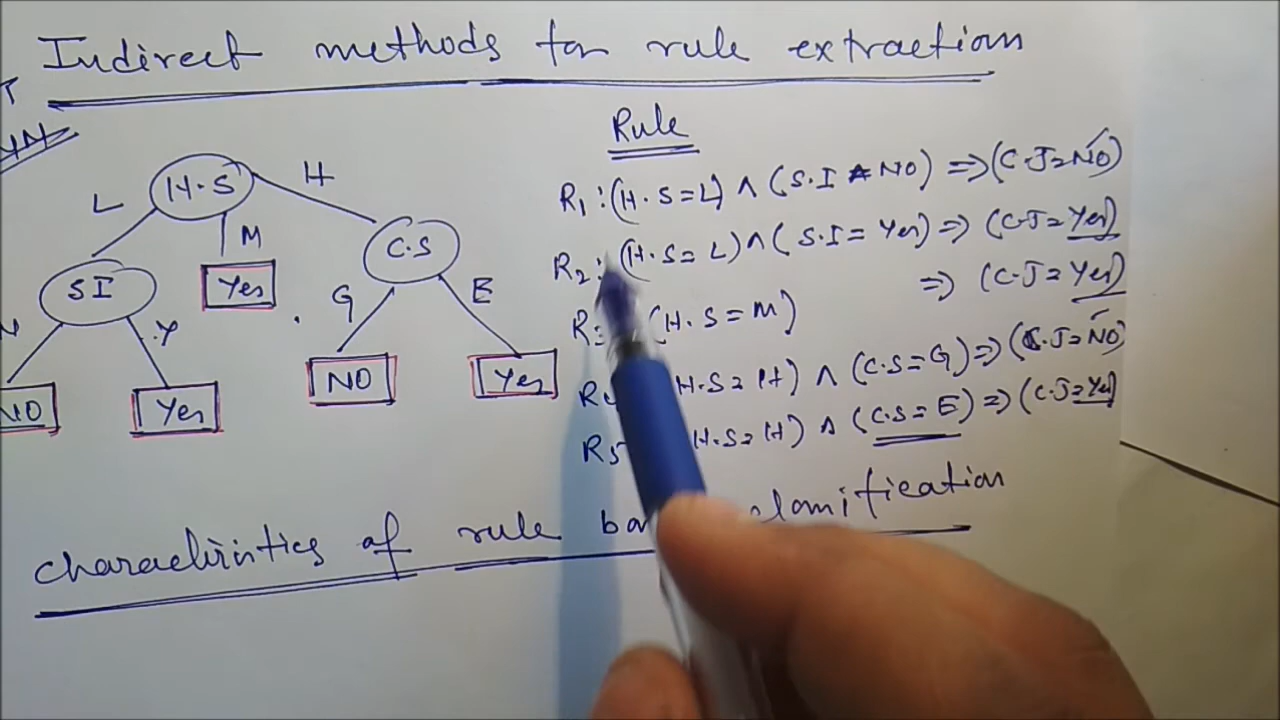 Indirect methods for rule extraction
Rule
H.S
L
M
H
SI
Yes
C.S
Y
G
E
NO
Yes
NO
Yes
R1 : (H.S = L) ∧ (S.I = NO) => (C.J = NO)
R2 : (H.S = L) ∧ (S.I = Yes) => (C.J = Yes)
(H.S = M) => (C.J = Yes)
H.S = H) ∧ (C.S = G) => (C.J = NO)
R5 H.S = H) ∧ (C.S = E) => (C.J = Yes)
characteristics of rule